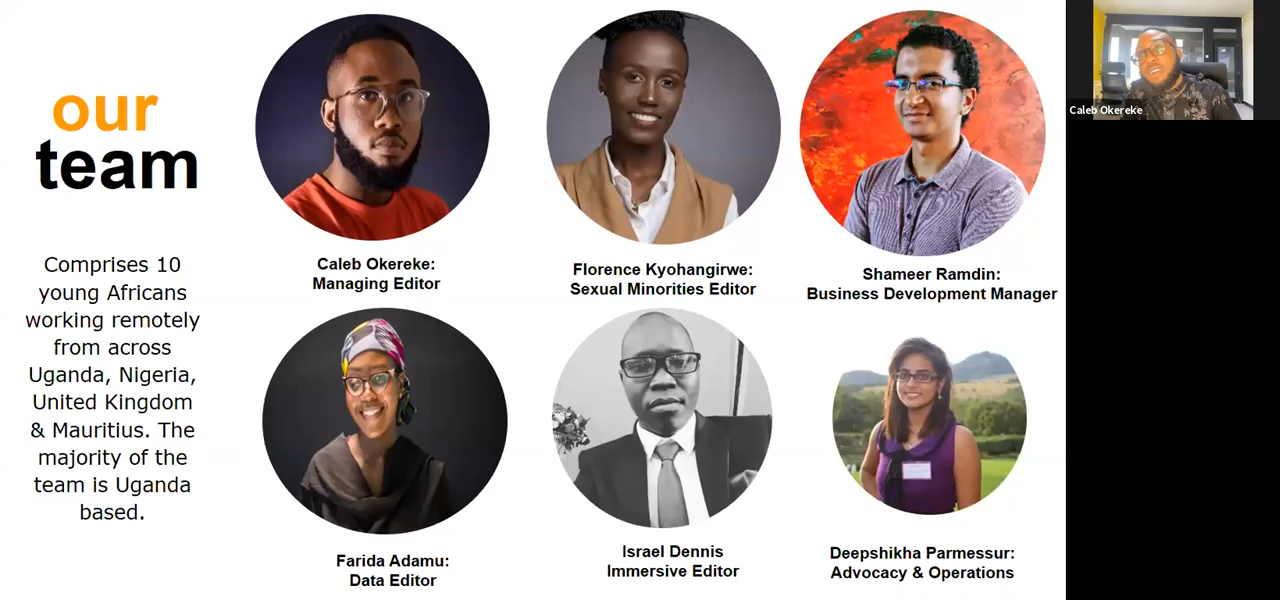 our
team
Comprises 10
young Africans
working remotely
from across
Uganda, Nigeria,
United Kingdom
& Mauritius. The
majority of the
team is Uganda
based.
Caleb Okereke:
Managing Editor
Florence Kyohangirwe:
Sexual Minorities Editor
Shameer Ramdin:
Business Development Manager
Farida Adamu:
Data Editor
Israel Dennis
Immersive Editor
Deepshikha Parmessur:
Advocacy & Operations
Caleb Okereke